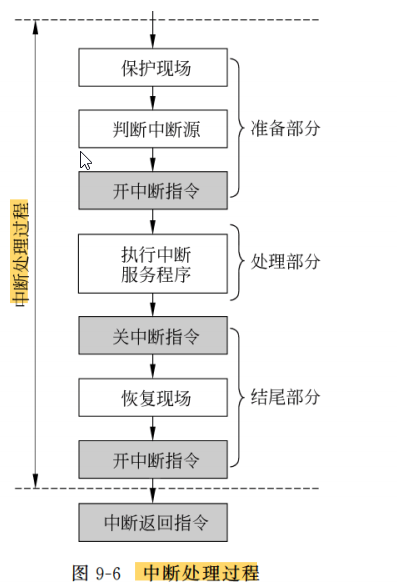 保护现场
判断中断源
开中断指令
准备部分
执行中断
服务程序
处理部分
关中断指令
恢复现场
开中断指令
结尾部分
中断返回指令
中断处理过程
图 9-6 中断处理过程